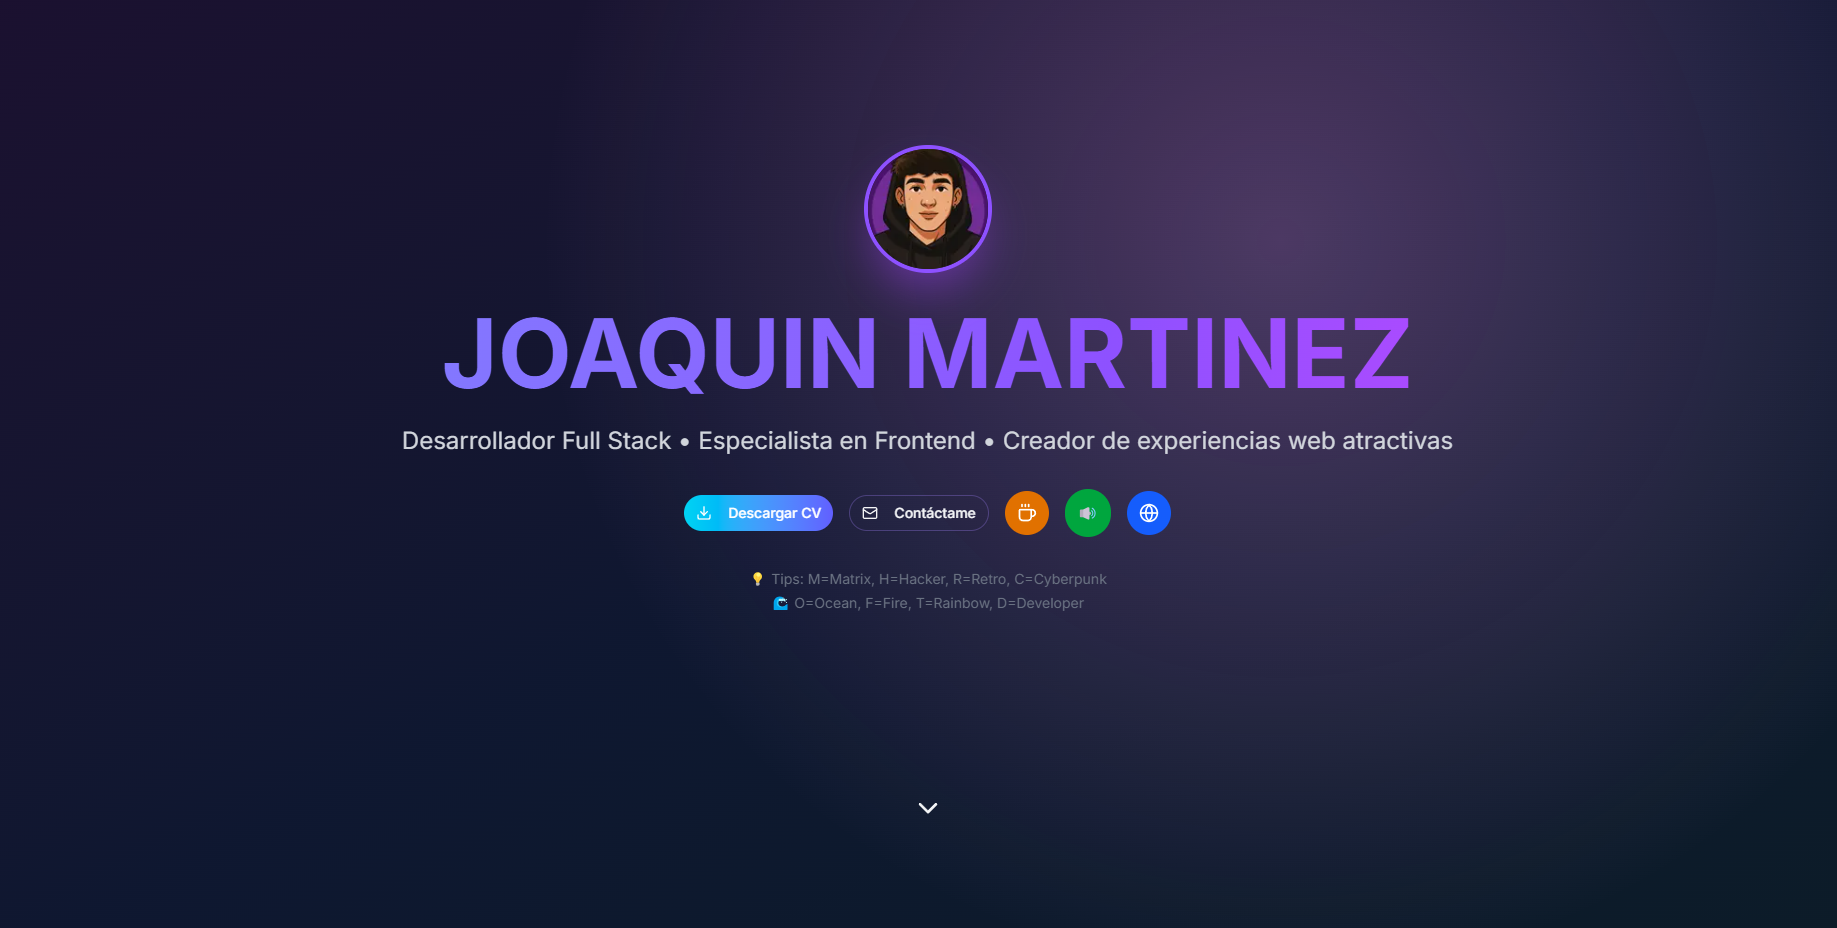 JOAQUIN MARTINEZ
Desarrollador Full Stack • Especialista en Frontend • Creador de experiencias web atractivas
Descargar CV
Contáctame
💡 Tips: M=Matrix, H=Hacker, R=Retro, C=Cyberpunk
🌊 O=Ocean, F=Fire, T=Rainbow, D=Developer